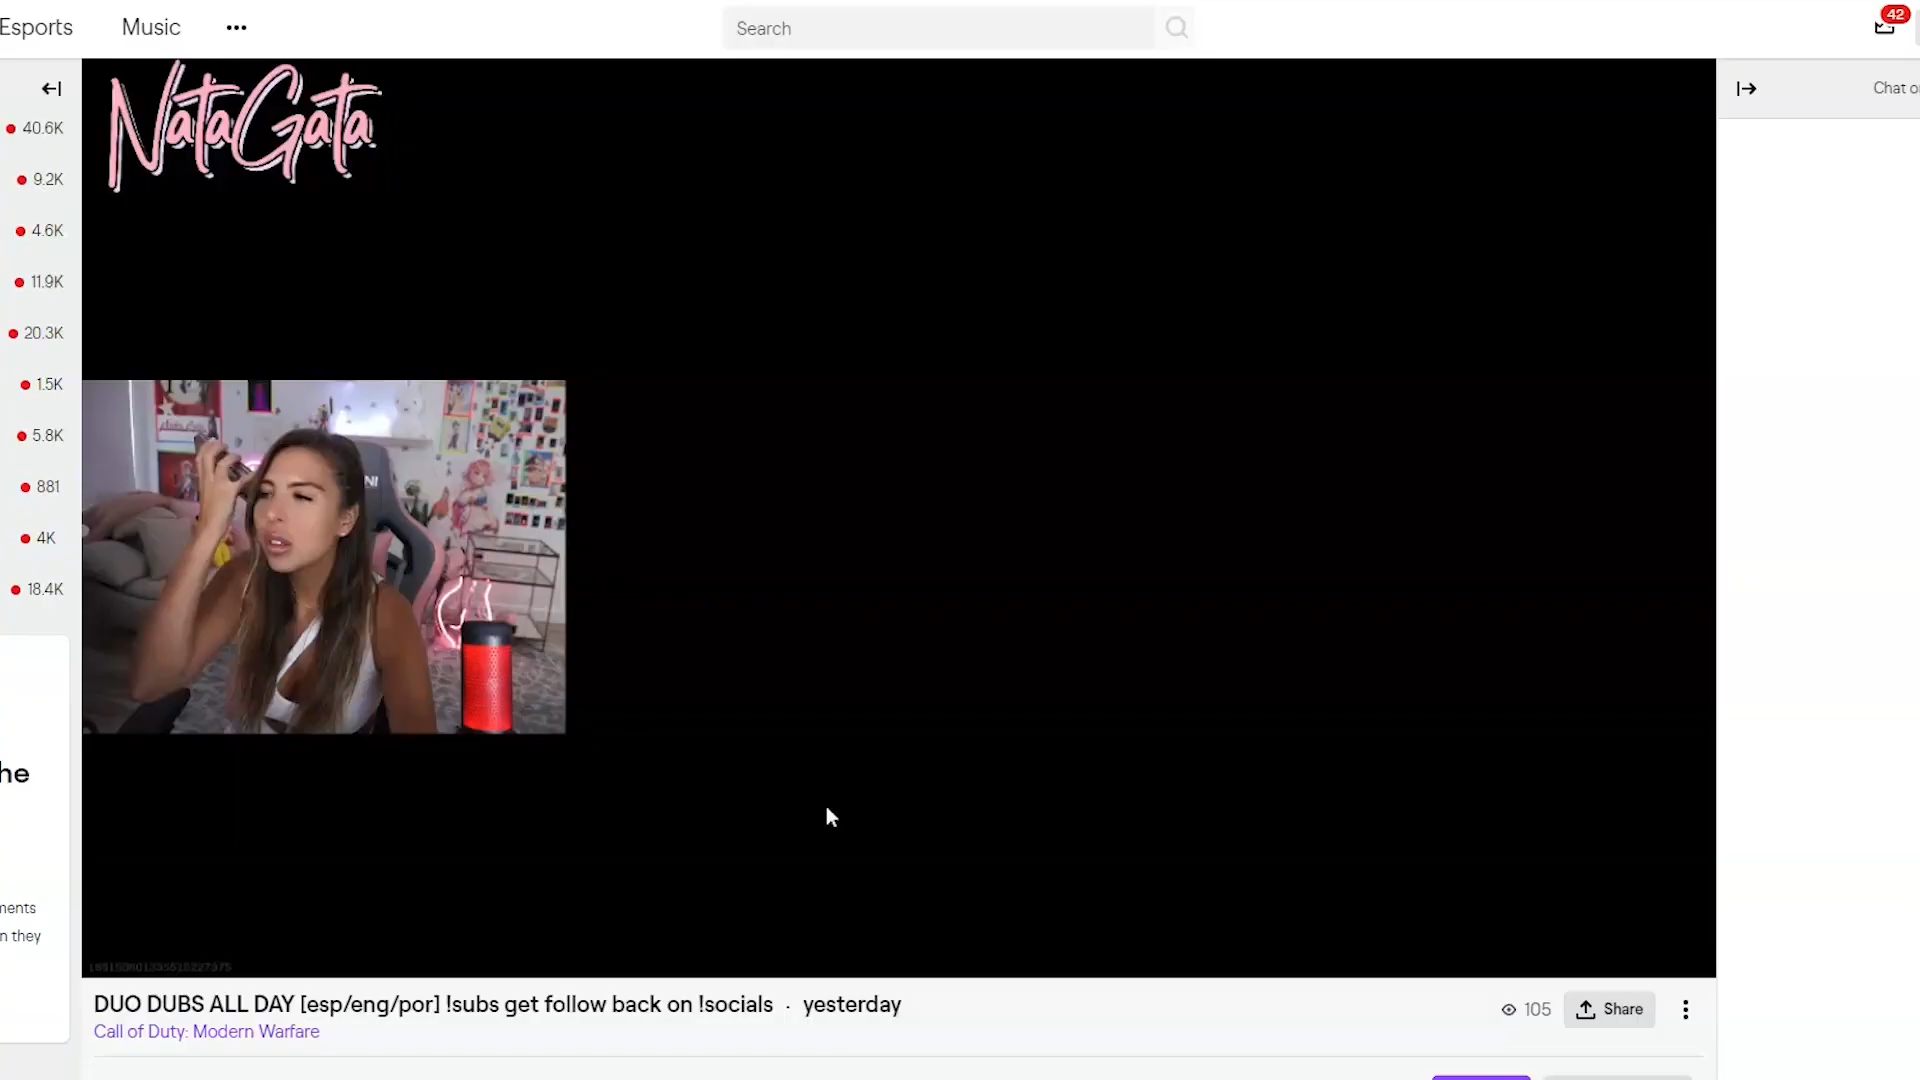 Esports
Music
Search
42
Chat o
40.6K
9.2K
4.6K
11.9K
20.3K
1.5K
5.8K
881
4K
18.4K
NataGata
NI
he
ments
n they
DUO DUBS ALL DAY [esp/eng/por] !subs get follow back on !socials · yesterday
105
Share
Call of Duty: Modern Warfare